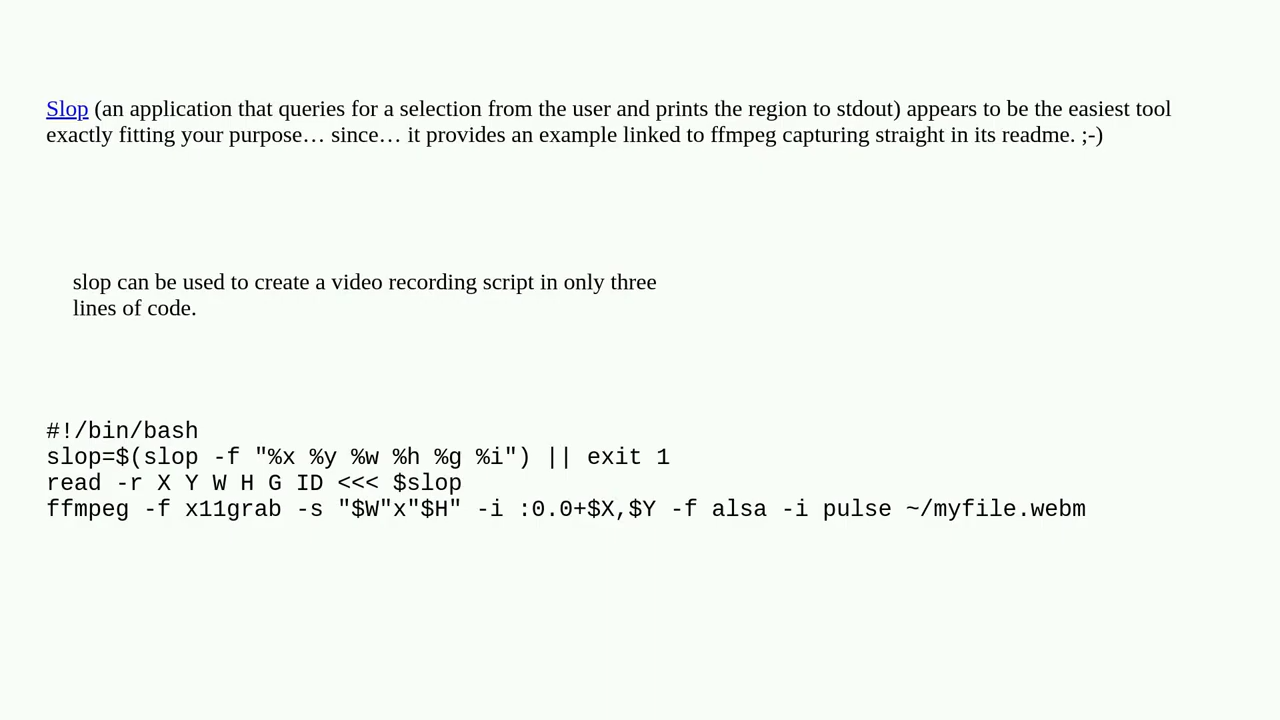 Slop (an application that queries for a selection from the user and prints the region to stdout) appears to be the easiest tool
exactly fitting your purpose… since… it provides an example linked to ffmpeg capturing straight in its readme. ;-)
slop can be used to create a video recording script in only three
lines of code.
#!/bin/bash
slop=$(slop -f "%x %y %w %h %g %i") || exit 1
read -r X Y W H G ID <<< $slop
ffmpeg -f x11grab -s "$W"x"$H" -i :0.0+$X,$Y -f alsa -i pulse ~/myfile.webm